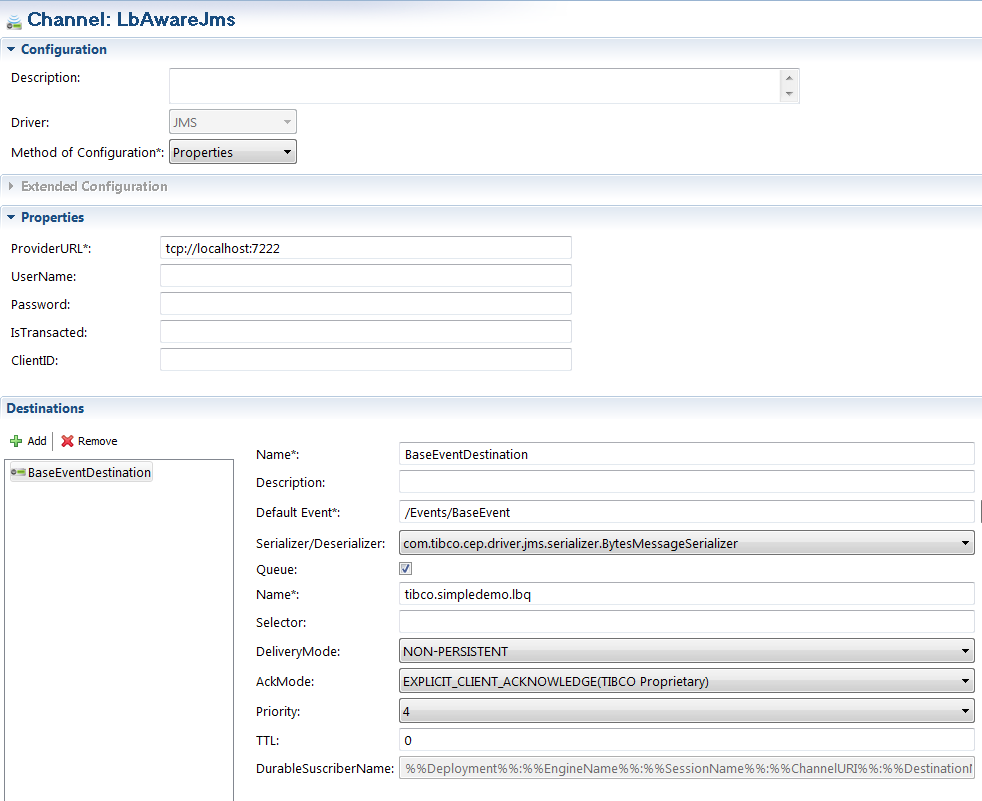 Channel: LbAwareJms
Configuration
Description:
Driver: JMS
Method of Configuration*: Properties
Extended Configuration
Properties
ProviderURL*: tcp://localhost:7222
UserName:
Password:
IsTransacted:
ClientID:
Destinations
Add Remove
BaseEventDestination
Name*: BaseEventDestination
Description:
Default Event*: /Events/BaseEvent
Serializer/Deserializer: com.tibco.cep.driver.jms.serializer.BytesMessageSerializer
Queue:
Name*: tibco.simpledemo.lbq
Selector:
DeliveryMode: NON-PERSISTENT
AckMode: EXPLICIT_CLIENT_ACKNOWLEDGE(TIBCO Proprietary)
Priority: 4
TTL: 0
DurableSuscriberName: %%Deployment%%:%%EngineName%%:%%SessionName%%:%%ChannelURI%%:%%Destination